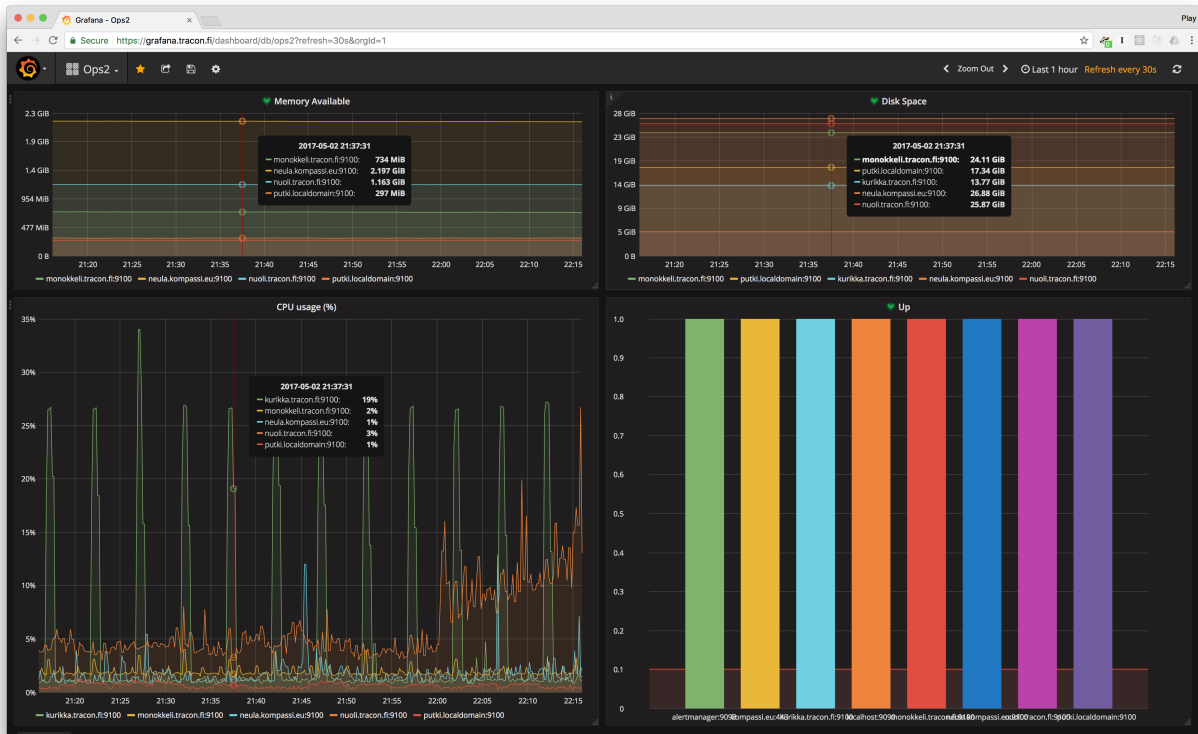 Grafana - Ops2
Play
Secure https://grafana.tracon.fi/dashboard/db/ops2?refresh=30s&orgId=1
Ops2
Zoom Out
Last 1 hour Refresh every 30s
Memory Available
2.3 GiB
1.9 GiB
1.4 GiB
954 MiB
477 MiB
0 B
2017-05-02 21:37:31
monokkeli.tracon.fi:9100: 734 MiB
neula.kompassi.eu:9100: 2.197 GiB
nuoli.tracon.fi:9100: 1.163 GiB
putki.localdomain:9100: 297 MiB
21:20 21:25 21:30 21:35 21:40 21:45 21:50 21:55 22:00 22:05 22:10 22:15
monokkeli.tracon.fi:9100 neula.kompassi.eu:9100 nuoli.tracon.fi:9100 putki.localdomain:9100
Disk Space
28 GiB
23 GiB
19 GiB
14 GiB
9 GiB
5 GiB
0 B
2017-05-02 21:37:31
monokkeli.tracon.fi:9100: 24.11 GiB
putki.localdomain:9100: 17.34 GiB
kurikka.tracon.fi:9100: 13.77 GiB
neula.kompassi.eu:9100: 26.88 GiB
nuoli.tracon.fi:9100: 25.87 GiB
21:20 21:25 21:30 21:35 21:40 21:45 21:50 21:55 22:00 22:05 22:10 22:15
monokkeli.tracon.fi:9100 putki.localdomain:9100 kurikka.tracon.fi:9100 neula.kompassi.eu:9100 nuoli.tracon.fi:9100
CPU usage (%)
35%
30%
25%
20%
15%
10%
5%
0%
2017-05-02 21:37:31
kurikka.tracon.fi:9100: 19%
monokkeli.tracon.fi:9100: 2%
neula.kompassi.eu:9100: 1%
nuoli.tracon.fi:9100: 3%
putki.localdomain:9100: 1%
21:20 21:25 21:30 21:35 21:40 21:45 21:50 21:55 22:00 22:05 22:10 22:15
kurikka.tracon.fi:9100 monokkeli.tracon.fi:9100 neula.kompassi.eu:9100 nuoli.tracon.fi:9100 putki.localdomain:9100
Up
1.0
0.9
0.8
0.7
0.6
0.5
0.4
0.3
0.2
0.1
0